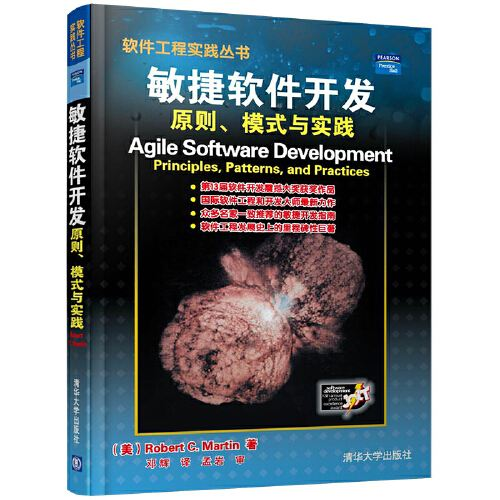 软件工程
实践丛书
敏捷软件开发
原则、模式与实践
清华大学出版社
软件工程实践丛书
PEARSON
Prentice
Hall
敏捷软件开发
原则、模式与实践
Agile Software Development
Principles, Patterns, and Practices
• 第13届软件开发震撼大奖获奖作品
• 国际软件工程和开发大师最新力作
• 众多名家一致推荐的敏捷开发指南
• 软件工程发展史上的里程碑性巨著
software
development
product
excellence
award
(美) Robert C. Martin 著
邓辉 译 孟岩 审
清华大学出版社